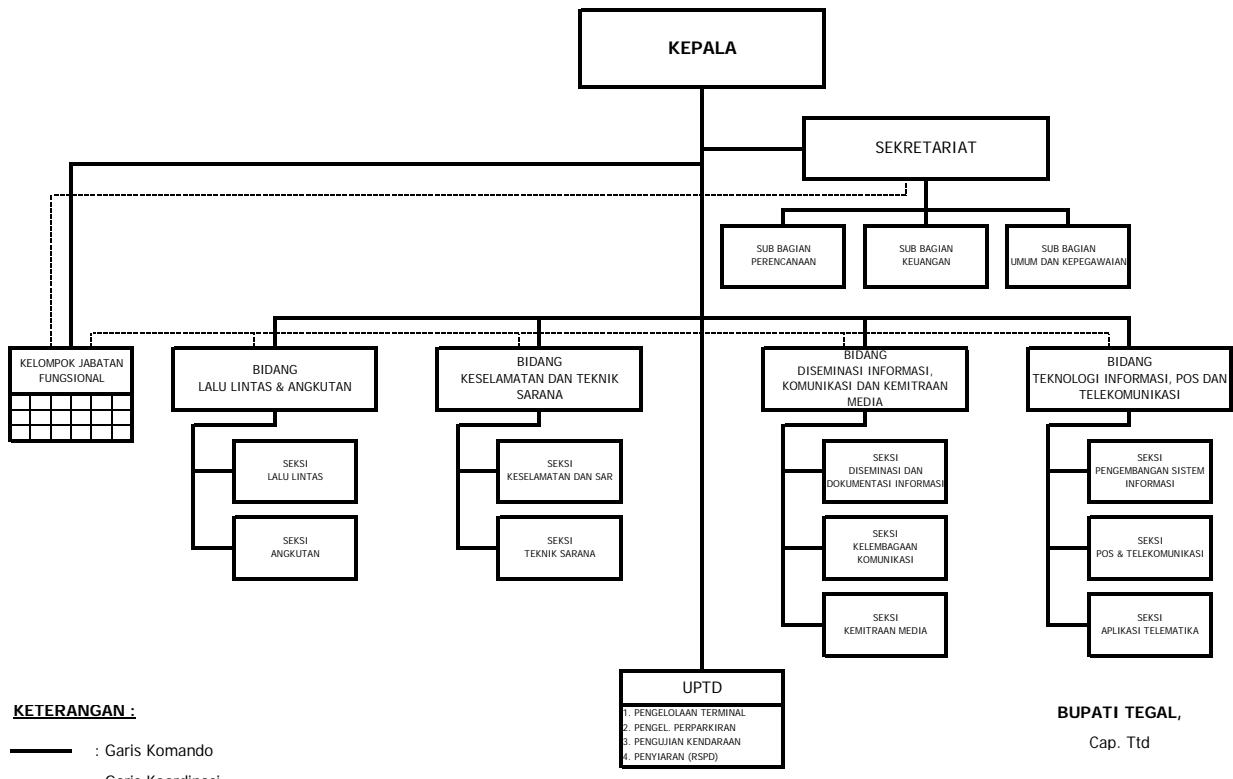 KEPALA
SEKRETARIAT
SUB BAGIAN
PERENCANAAN
SUB BAGIAN
KEUANGAN
SUB BAGIAN
UMUM DAN KEPEGAWAIAN
KELOMPOK JABATAN
FUNGSIONAL
BIDANG
LALU LINTAS & ANGKUTAN
BIDANG
KESELAMATAN DAN TEKNIK
SARANA
BIDANG
DISEMINASI INFORMASI,
KOMUNIKASI DAN KEMITRAAN
MEDIA
BIDANG
TEKNOLOGI INFORMASI, POS DAN
TELEKOMUNIKASI
SEKSI
LALU LINTAS
SEKSI
ANGKUTAN
SEKSI
KESELAMATAN DAN SAR
SEKSI
TEKNIK SARANA
SEKSI
DISEMINASI DAN
DOKUMENTASI INFORMASI
SEKSI
KELEMBAGAAN
KOMUNIKASI
SEKSI
KEMITRAAN MEDIA
SEKSI
PENGEMBANGAN SISTEM
INFORMASI
SEKSI
POS & TELEKOMUNIKASI
SEKSI
APLIKASI TELEMATIKA
UPTD
1. PENGELOLAAN TERMINAL
2. PENGEL. PERPARKIRAN
3. PENGUJIAN KENDARAAN
4. PENYIARAN (RSPD)
KETERANGAN :
: Garis Komando
Garis Koordinasi
BUPATI TEGAL,
Cap. Ttd